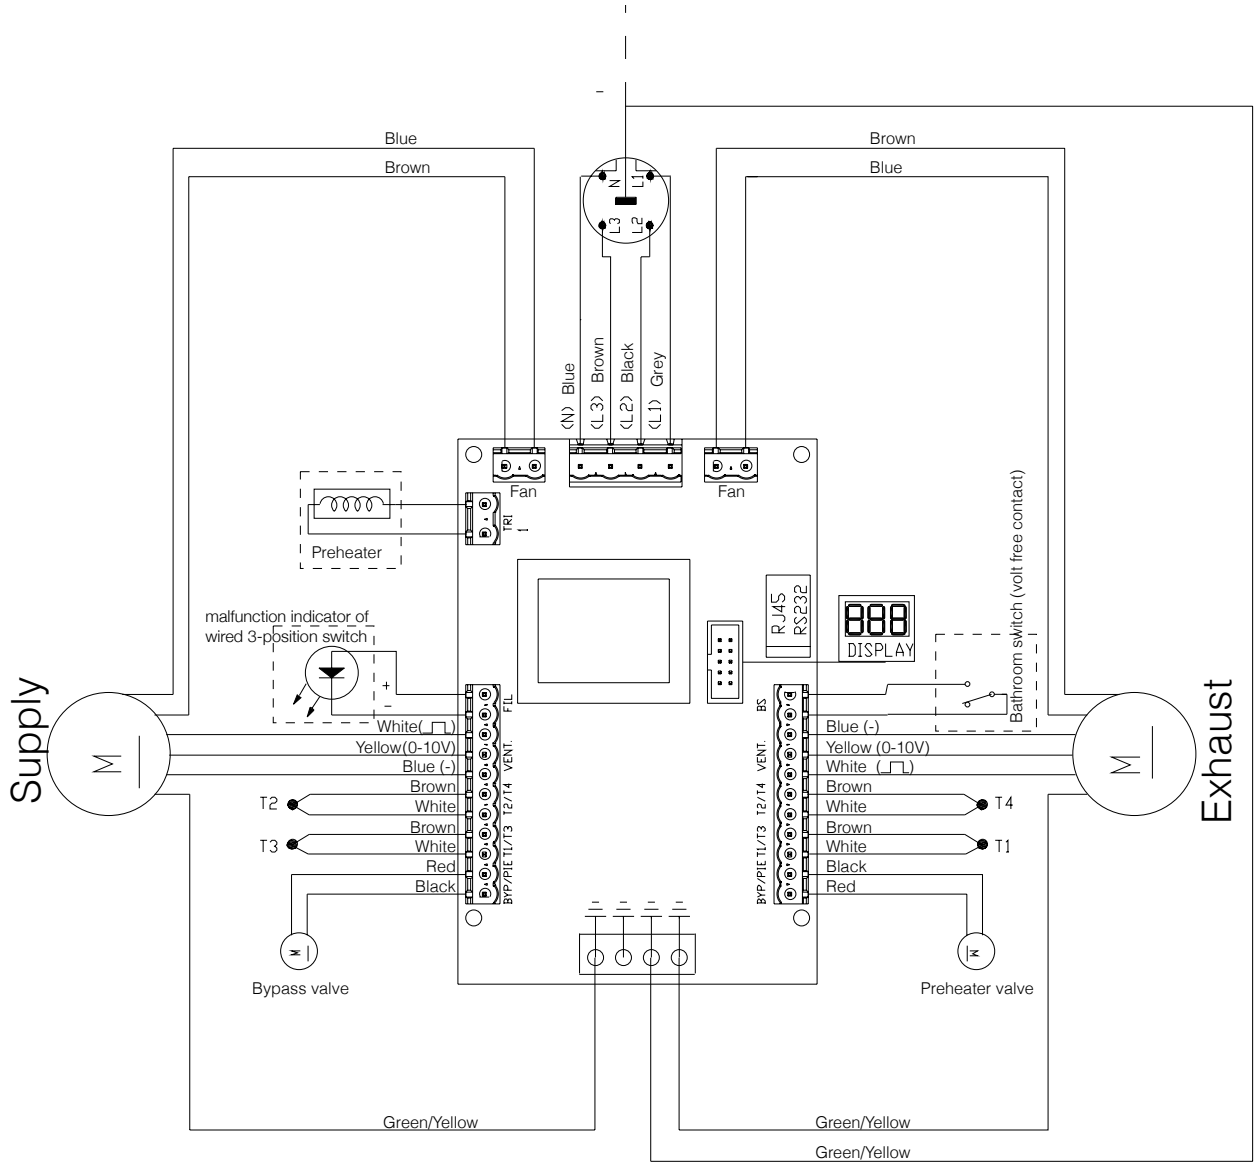 Blue
Brown
Brown
Blue
N
L1
L3
L2
(N) Blue
(L3) Brown
(L2) Black
(L1) Grey
Fan
Fan
TRI
1
Preheater
malfunction indicator of
wired 3-position switch
+
-
RJ45
RS232
DISPLAY
Bathroom switch (volt free contact)
Supply
M
Exhaust
M
FIL
VENT.
T2/T4
T1/T3
BYP/PIE
BS
VENT.
T2/T4
T1/T3
BYP/PIE
White(
)
Yellow(0-10V)
Blue (-)
Brown
White
Brown
White
Red
Black
T2
T3
Blue (-)
Yellow (0-10V)
White (
)
Brown
White
Brown
White
Black
Red
T4
T1
M
Bypass valve
M
Preheater valve
Green/Yellow
Green/Yellow
Green/Yellow